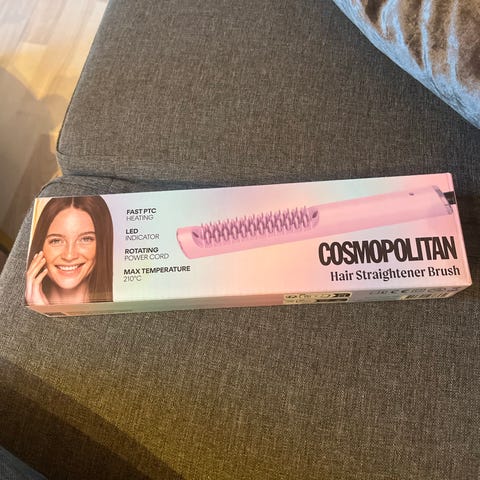 FAST PTC
HEATING
LED
INDICATOR
ROTATING
POWER CORD
MAX TEMPERATURE
210°C
COSMOPOLITAN
Hair Straightener Brush